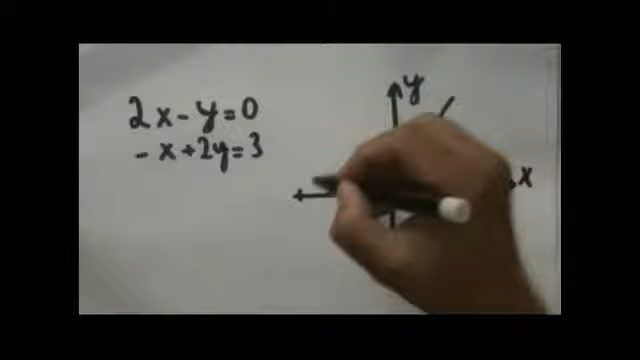 2x - y = 0
- x + 2y = 3
y
x